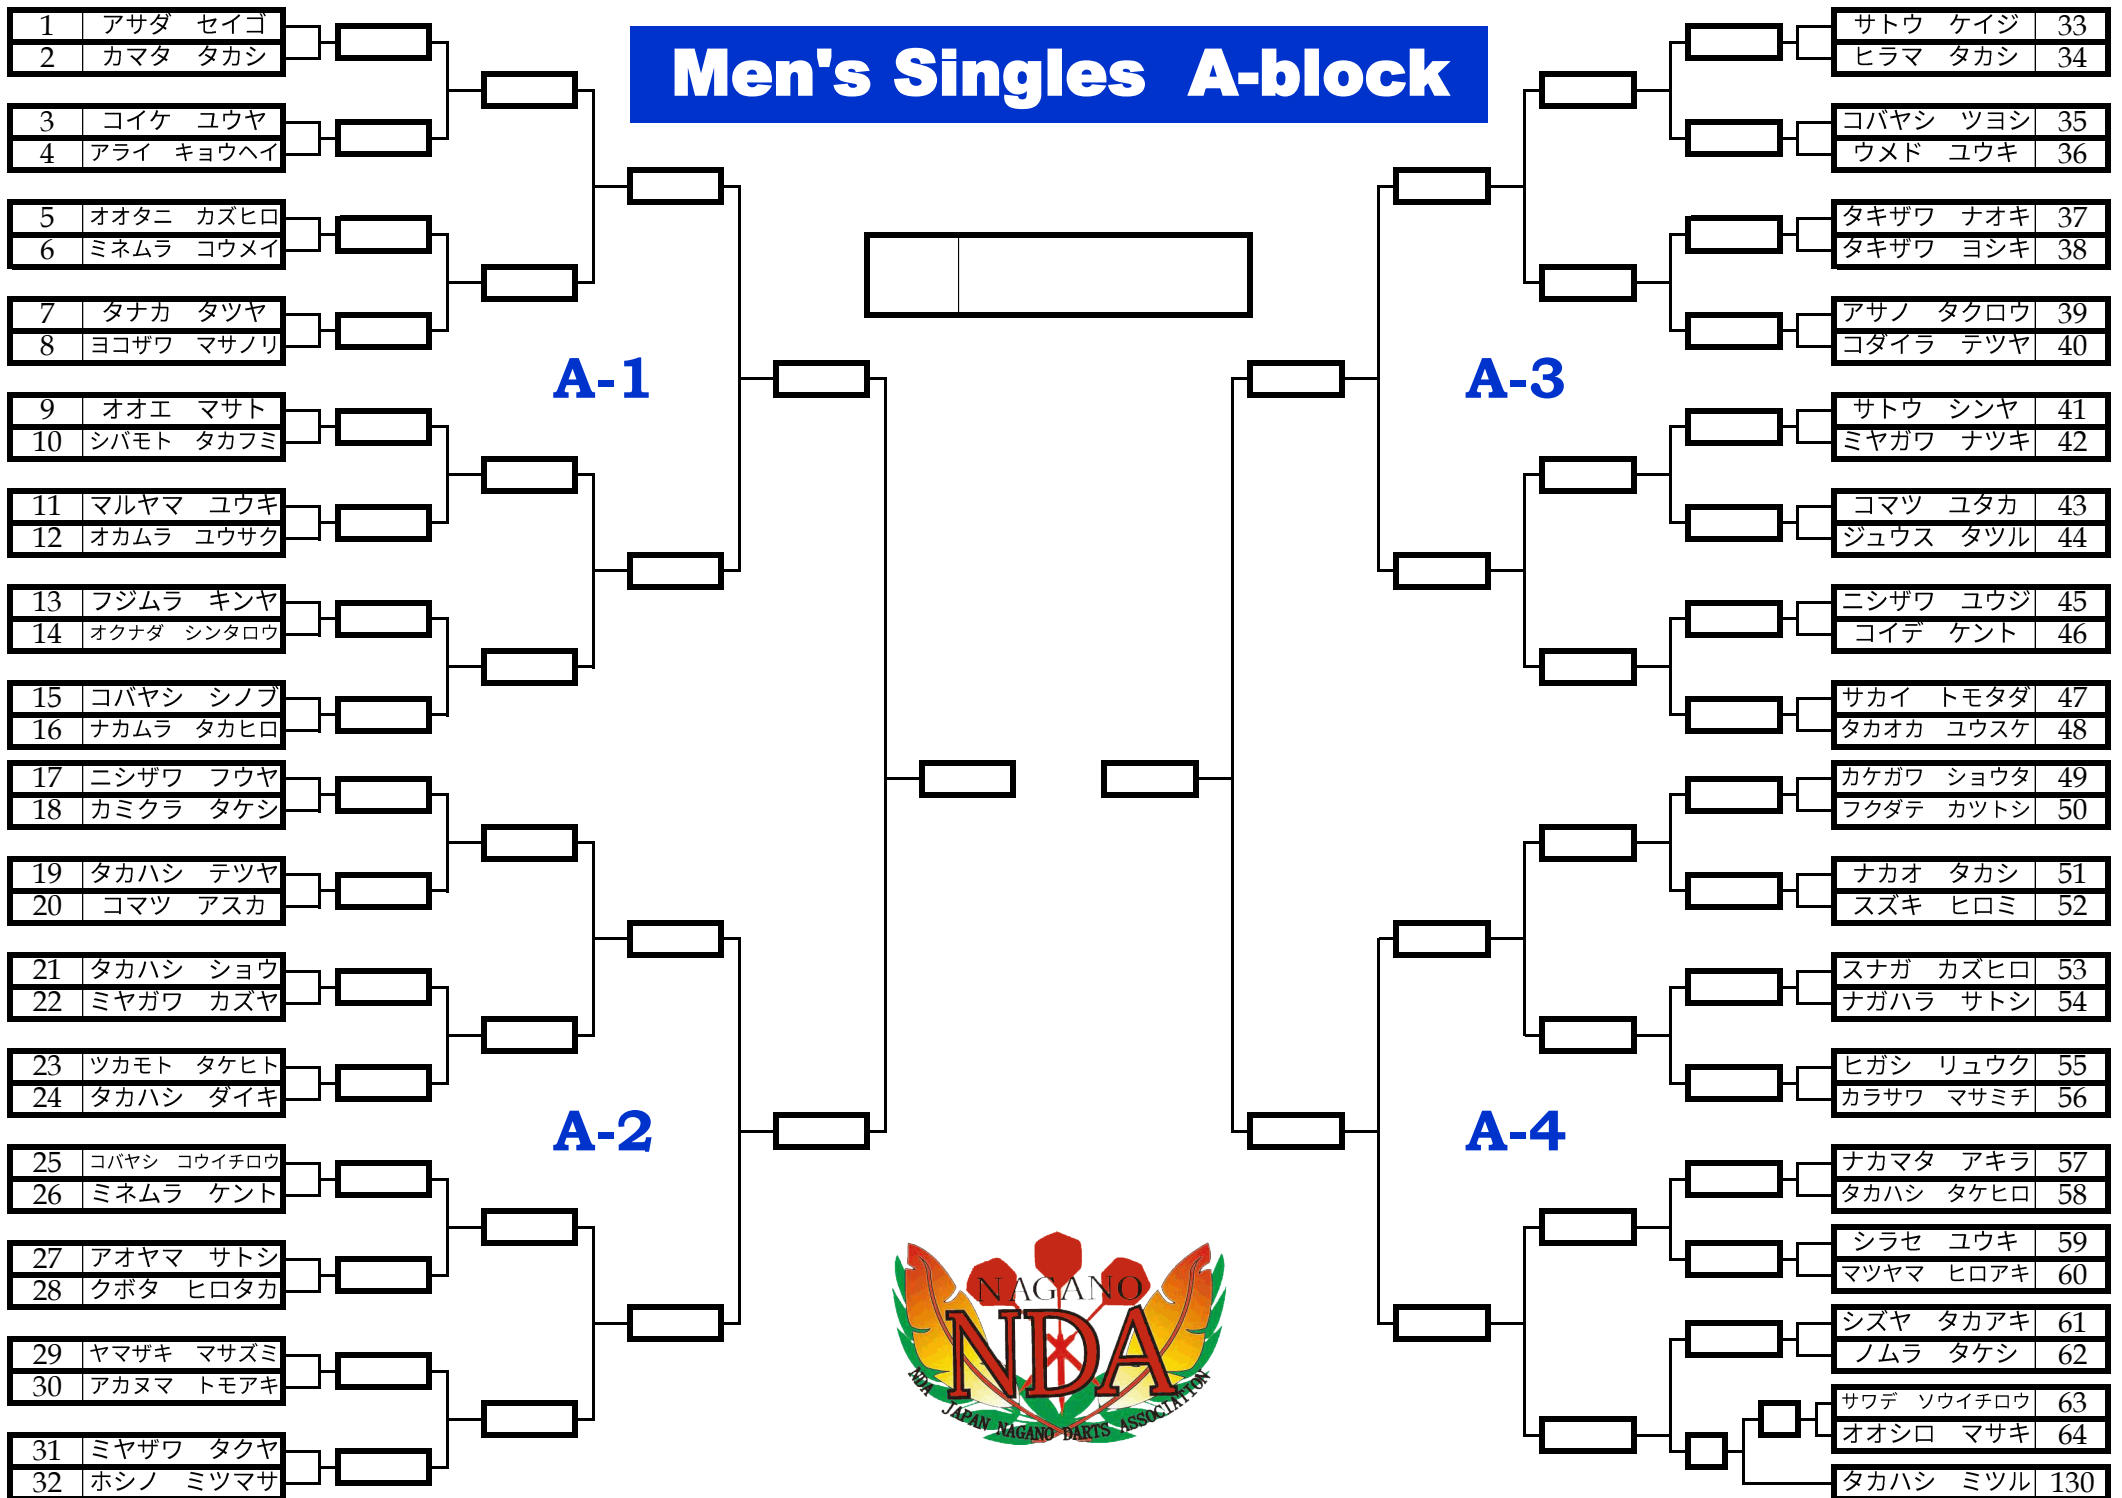 Men's Singles A-block
1 アサダ セイゴ
2 カマタ タカシ
3 コイケ ユウヤ
4 アライ キョウヘイ
5 オオタニ カズヒロ
6 ミネムラ コウメイ
7 タナカ タツヤ
8 ヨコザワ マサノリ
A-1
9 オオエ マサト
10 シバモト タカフミ
11 マルヤマ ユウキ
12 オカムラ ユウサク
13 フジムラ キンヤ
14 オクナダ シンタロウ
15 コバヤシ シノブ
16 ナカムラ タカヒロ
17 ニシザワ フウヤ
18 カミクラ タケシ
19 タカハシ テツヤ
20 コマツ アスカ
21 タカハシ ショウ
22 ミヤガワ カズヤ
23 ツカモト タケヒト
24 タカハシ ダイキ
A-2
25 コバヤシ コウイチロウ
26 ミネムラ ケント
27 アオヤマ サトシ
28 クボタ ヒロタカ
29 ヤマザキ マサズミ
30 アカヌマ トモアキ
31 ミヤザワ タクヤ
32 ホシノ ミツマサ
サトウ ケイジ 33
ヒラマ タカシ 34
コバヤシ ツヨシ 35
ウメド ユウキ 36
タキザワ ナオキ 37
タキザワ ヨシキ 38
アサノ タクロウ 39
コダイラ テツヤ 40
A-3
サトウ シンヤ 41
ミヤガワ ナツキ 42
コマツ ユタカ 43
ジュウス タツル 44
ニシザワ ユウジ 45
コイデ ケント 46
サカイ トモタダ 47
タカオカ ユウスケ 48
カケガワ ショウタ 49
フクダテ カツトシ 50
ナカオ タカシ 51
スズキ ヒロミ 52
スナガ カズヒロ 53
ナガハラ サトシ 54
ヒガシ リュウク 55
カラサワ マサミチ 56
A-4
ナカマタ アキラ 57
タカハシ タケヒロ 58
シラセ ユウキ 59
マツヤマ ヒロアキ 60
シズヤ タカアキ 61
ノムラ タケシ 62
サワデ ソウイチロウ 63
オオシロ マサキ 64
タカハシ ミツル 130
NAGANO
NDA
NDA JAPAN NAGANO DARTS ASSOCIATION